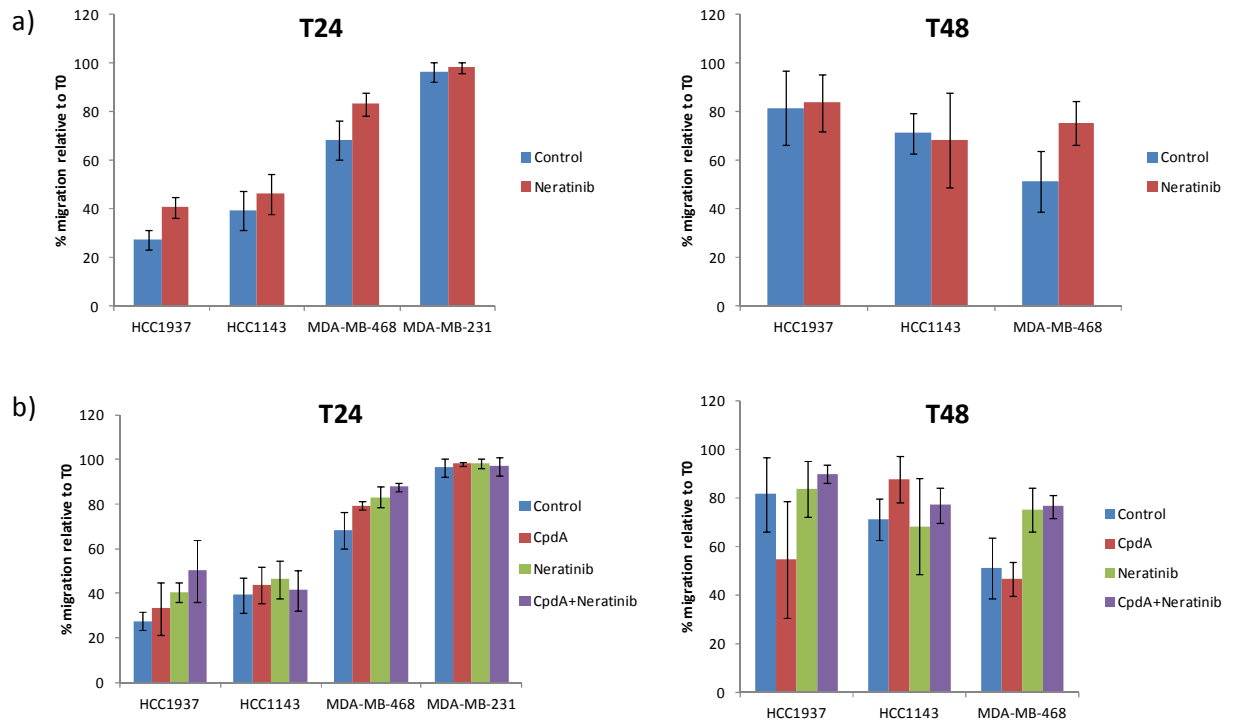 a)
T24
% migration relative to T0
120
100
80
60
40
20
0
HCC1937 HCC1143 MDA-MB-468 MDA-MB-231
Control
Neratinib
T48
% migration relative to T0
120
100
80
60
40
20
0
HCC1937 HCC1143 MDA-MB-468
Control
Neratinib
b)
T24
% migration relative to T0
120
100
80
60
40
20
0
HCC1937 HCC1143 MDA-MB-468 MDA-MB-231
Control
CpdA
Neratinib
CpdA+Neratinib
T48
% migration relative to T0
120
100
80
60
40
20
0
HCC1937 HCC1143 MDA-MB-468
Control
CpdA
Neratinib
CpdA+Neratinib